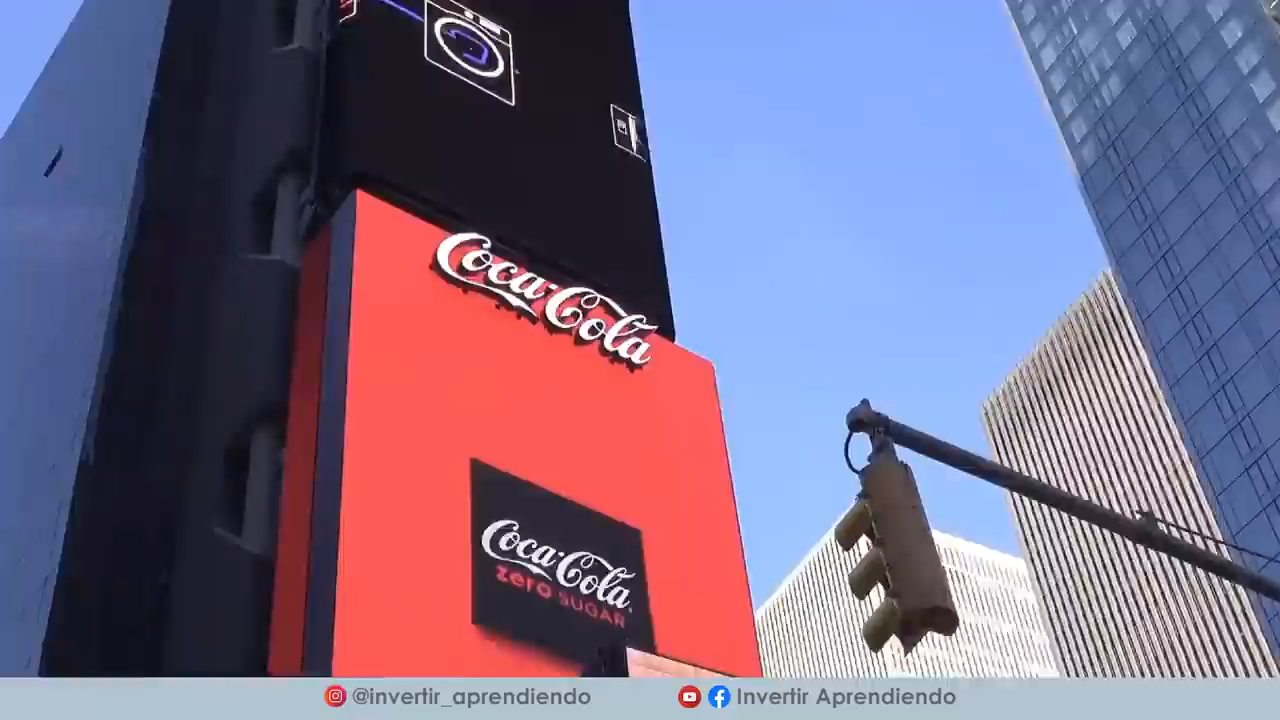 Coca-Cola
Coca-Cola
zero SUGAR
@invertir_aprendiendo
Invertir Aprendiendo